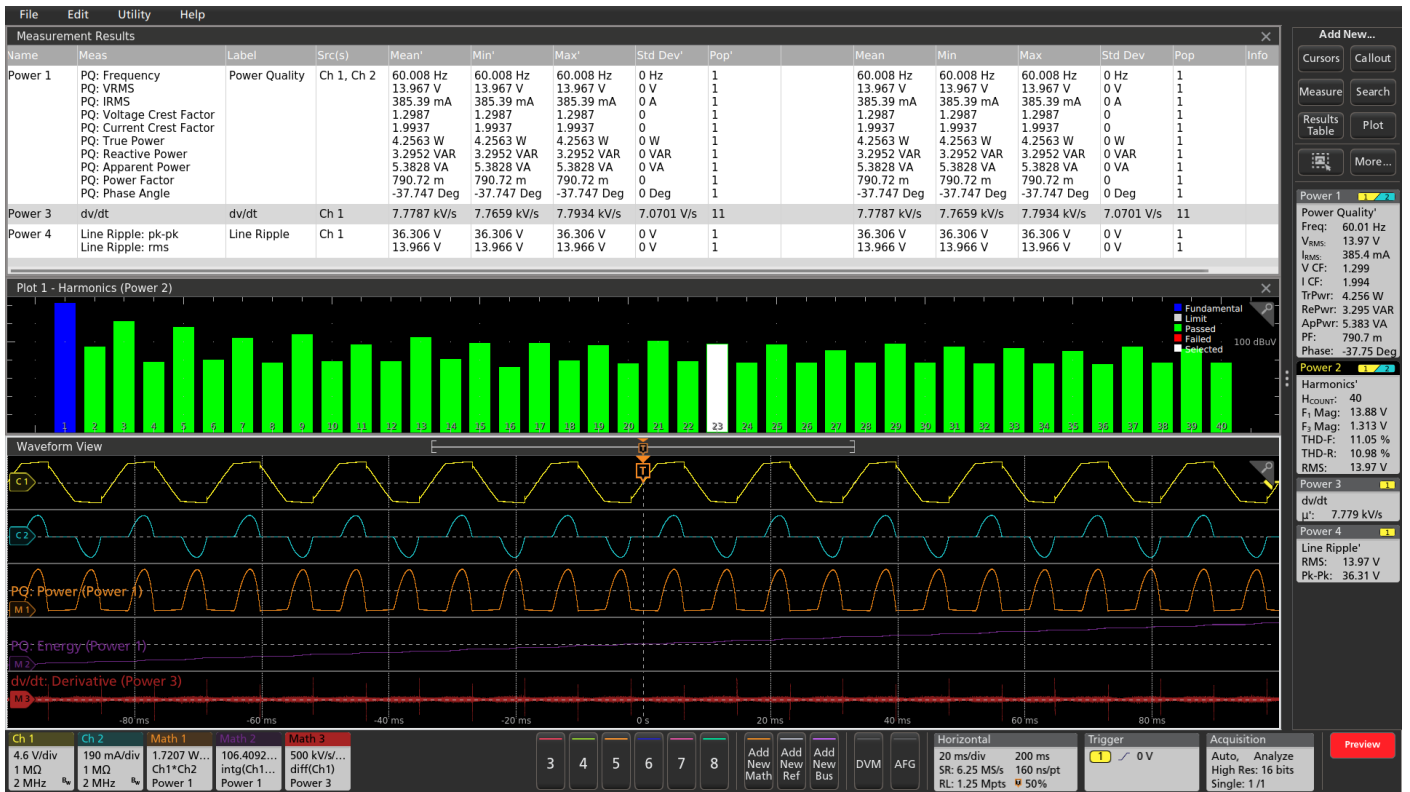 File Edit Utility Help
Measurement Results
Name Meas Label Src(s) Mean' Min' Max' Std Dev' Pop' Mean Min Max Std Dev Pop Info
Power 1 PQ: Frequency Power Quality Ch 1, Ch 2 60.008 Hz 60.008 Hz 60.008 Hz 0 Hz 1 60.008 Hz 60.008 Hz 60.008 Hz 0 Hz 1
PQ: VRMS 13.967 V 13.967 V 13.967 V 0 V 1 13.967 V 13.967 V 13.967 V 0 V 1
PQ: IRMS 385.39 mA 385.39 mA 385.39 mA 0 A 1 385.39 mA 385.39 mA 385.39 mA 0 A 1
PQ: Voltage Crest Factor 1.2987 1.2987 1.2987 0 1 1.2987 1.2987 1.2987 0 1
PQ: Current Crest Factor 1.9937 1.9937 1.9937 0 1 1.9937 1.9937 1.9937 0 1
PQ: True Power 4.2563 W 4.2563 W 4.2563 W 0 W 1 4.2563 W 4.2563 W 4.2563 W 0 W 1
PQ: Reactive Power 3.2952 VAR 3.2952 VAR 3.2952 VAR 0 VAR 1 3.2952 VAR 3.2952 VAR 3.2952 VAR 0 VAR 1
PQ: Apparent Power 5.3828 VA 5.3828 VA 5.3828 VA 0 VA 1 5.3828 VA 5.3828 VA 5.3828 VA 0 VA 1
PQ: Power Factor 790.72 m 790.72 m 790.72 m 0 1 790.72 m 790.72 m 790.72 m 0 1
PQ: Phase Angle -37.747 Deg -37.747 Deg -37.747 Deg 0 Deg 1 -37.747 Deg -37.747 Deg -37.747 Deg 0 Deg 1
Power 3 dv/dt dv/dt Ch 1 7.7787 kV/s 7.7659 kV/s 7.7934 kV/s 7.0701 V/s 11 7.7787 kV/s 7.7659 kV/s 7.7934 kV/s 7.0701 V/s 11
Power 4 Line Ripple: pk-pk Line Ripple Ch 1 36.306 V 36.306 V 36.306 V 0 V 1 36.306 V 36.306 V 36.306 V 0 V 1
Line Ripple: rms 13.966 V 13.966 V 13.966 V 0 V 1 13.966 V 13.966 V 13.966 V 0 V 1
Plot 1 - Harmonics (Power 2)
Fundamental
Limit
Passed
Failed
Selected
100 dBuV
1 2 3 4 5 6 7 8 9 10 11 12 13 14 15 16 17 18 19 20 21 22 23 24 25 26 27 28 29 30 31 32 33 34 35 36 37 38 39 40
Waveform View
T
T
C 1
C 2
PQ: Power (Power 1)
M 1
PQ: Energy (Power 1)
M 2
dv/dt: Derivative (Power 3)
M 3
-80 ms -60 ms -40 ms -20 ms 0 s 20 ms 40 ms 60 ms 80 ms
Ch 1
4.6 V/div
1 MΩ
2 MHz Bw
Ch 2
190 mA/div
1 MΩ
2 MHz Bw
Math 1
1.7207 W...
Ch1*Ch2
Power 1
Math 2
106.4092...
intg(Ch1...
Power 1
Math 3
500 kV/s/...
diff(Ch1)
Power 3
3 4 5 6 7 8
Add New Math
Add New Ref
Add New Bus
DVM
AFG
Horizontal
20 ms/div 200 ms
SR: 6.25 MS/s 160 ns/pt
RL: 1.25 Mpts 50%
Trigger
1 0 V
Acquisition
Auto, Analyze
High Res: 16 bits
Single: 1 /1
Preview
Add New...
Cursors Callout
Measure Search
Results Table Plot
More...
Power 1 1 2
Power Quality'
Freq: 60.01 Hz
VRMS: 13.97 V
IRMS: 385.4 mA
V CF: 1.299
I CF: 1.994
TrPwr: 4.256 W
RePwr: 3.295 VAR
ApPwr: 5.383 VA
PF: 790.7 m
Phase: -37.75 Deg
Power 2 1 2
Harmonics'
HCOUNT: 40
F1 Mag: 13.88 V
F3 Mag: 1.313 V
THD-F: 11.05 %
THD-R: 10.98 %
RMS: 13.97 V
Power 3 1
dv/dt
µ': 7.779 kV/s
Power 4 1
Line Ripple'
RMS: 13.97 V
Pk-Pk: 36.31 V